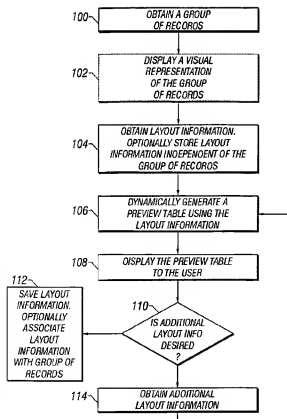 100
OBTAIN A GROUP
OF RECORDS
102
DISPLAY A VISUAL
REPRESENTATION
OF THE GROUP
OF RECORDS
104
OBTAIN LAYOUT INFORMATION.
OPTIONALLY STORE LAYOUT
INFORMATION INDEPENDENT OF THE
GROUP OF RECORDS
106
DYNAMICALLY GENERATE A
PREVIEW TABLE USING THE
LAYOUT INFORMATION
108
DISPLAY THE PREVIEW TABLE
TO THE USER
110
IS ADDITIONAL
LAYOUT INFO
DESIRED
?
112
SAVE LAYOUT
INFORMATION.
OPTIONALLY
ASSOCIATE
LAYOUT
INFORMATION
WITH GROUP OF
RECORDS
114
OBTAIN ADDITIONAL
LAYOUT INFORMATION